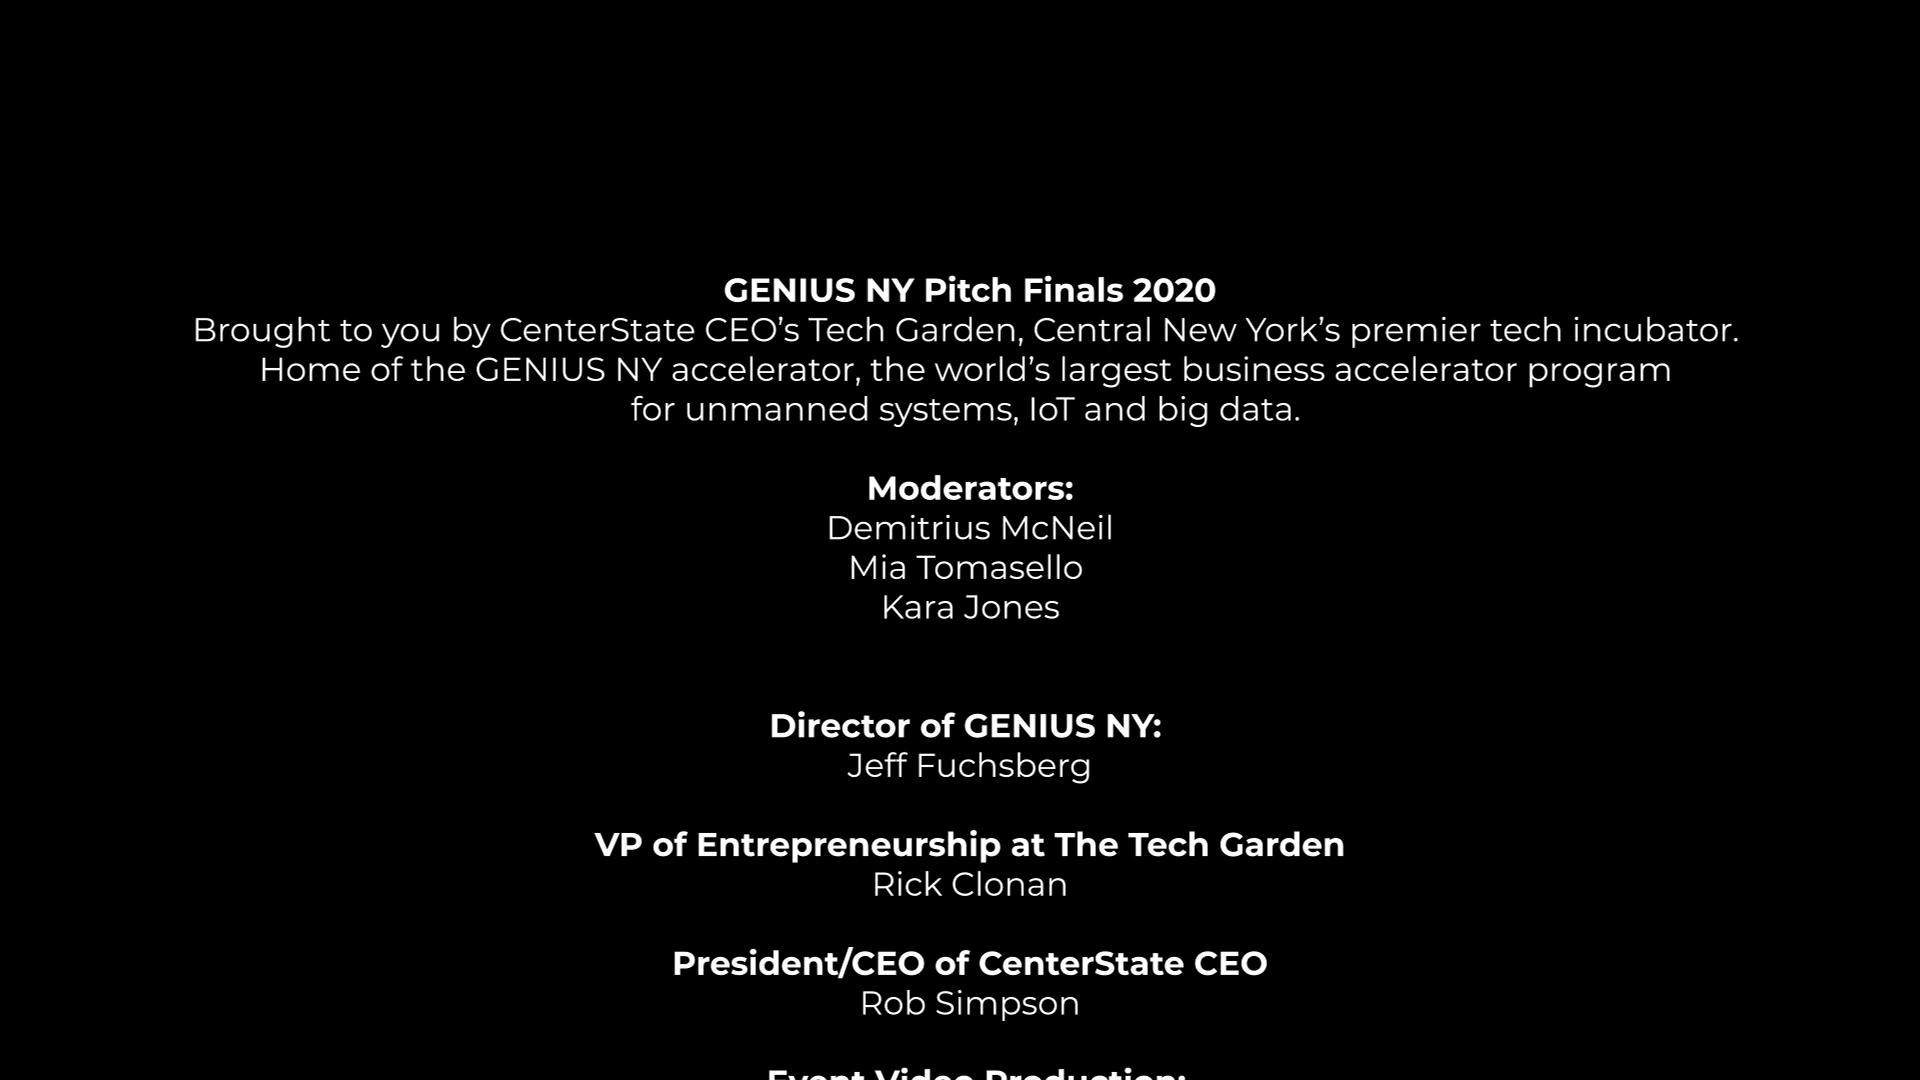 GENIUS NY Pitch Finals 2020
Brought to you by CenterState CEO’s Tech Garden, Central New York’s premier tech incubator.
Home of the GENIUS NY accelerator, the world’s largest business accelerator program
for unmanned systems, IoT and big data.
Moderators:
Demitrius McNeil
Mia Tomasello
Kara Jones
Director of GENIUS NY:
Jeff Fuchsberg
VP of Entrepreneurship at The Tech Garden
Rick Clonan
President/CEO of CenterState CEO
Rob Simpson
Event Video Production: